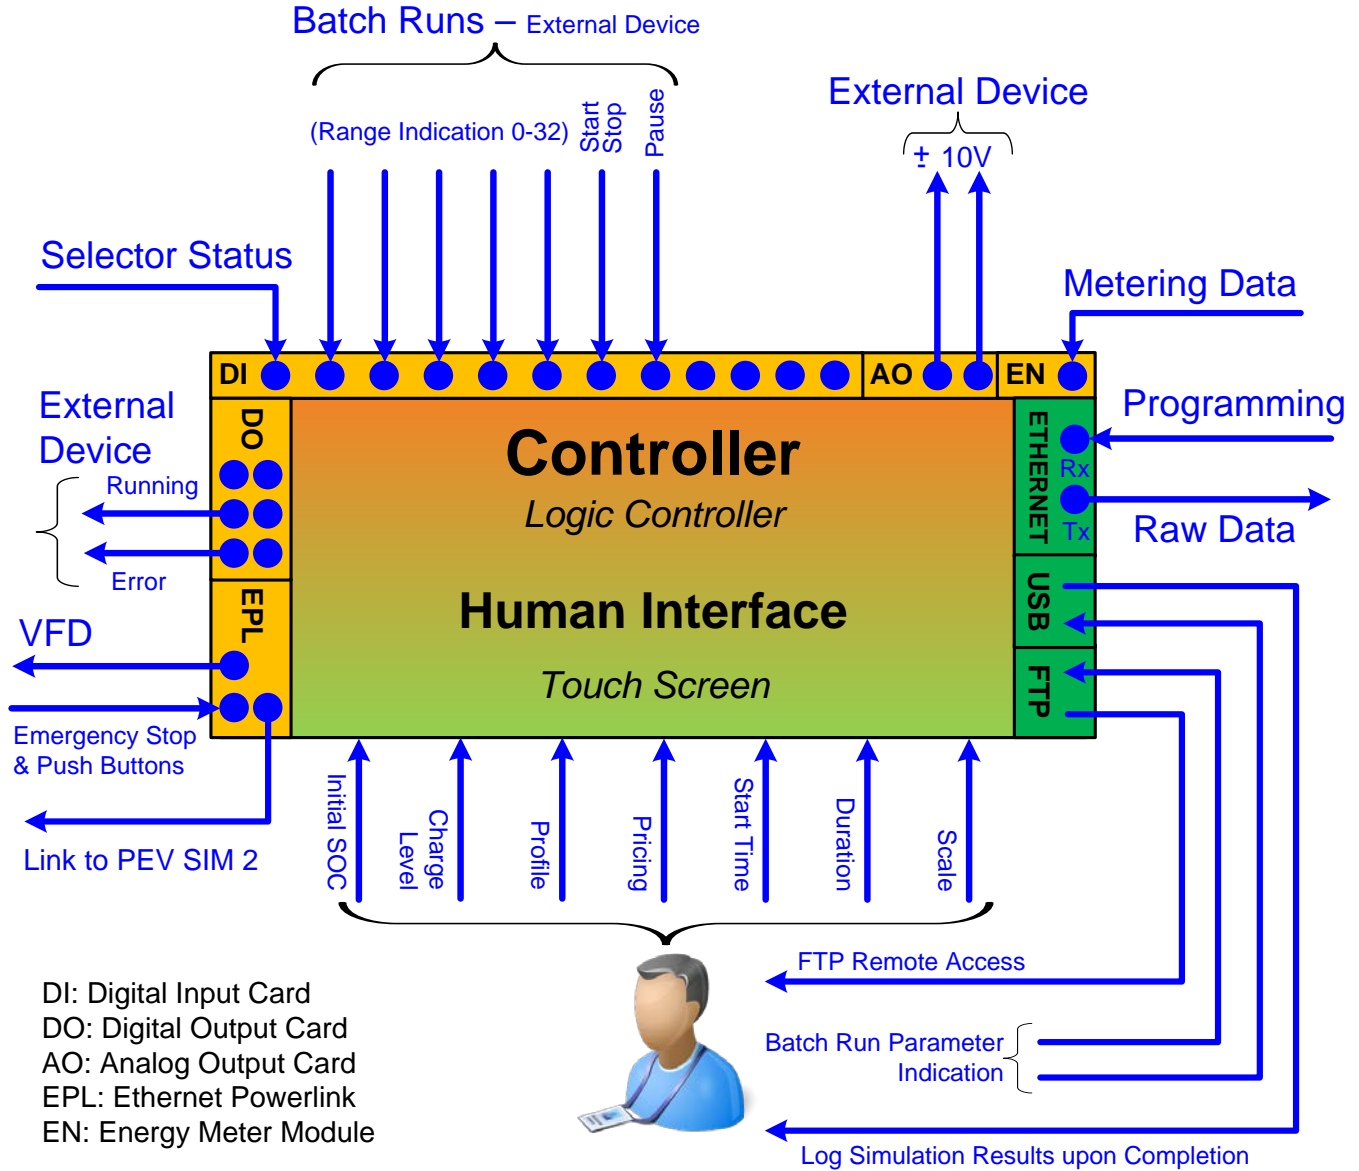 Batch Runs – External Device
External Device
(Range Indication 0-32)
Start
Stop
Pause
± 10V
Selector Status
Metering Data
DI
AO
EN
External
Device
Running
Error
DO
Controller
Logic Controller
Human Interface
Touch Screen
ETHERNET
Rx
Tx
Programming
Raw Data
USB
FTP
EPL
VFD
Emergency Stop
& Push Buttons
Link to PEV SIM 2
Initial SOC
Charge
Level
Profile
Pricing
Start Time
Duration
Scale
FTP Remote Access
Batch Run Parameter
Indication
Log Simulation Results upon Completion
DI: Digital Input Card
DO: Digital Output Card
AO: Analog Output Card
EPL: Ethernet Powerlink
EN: Energy Meter Module